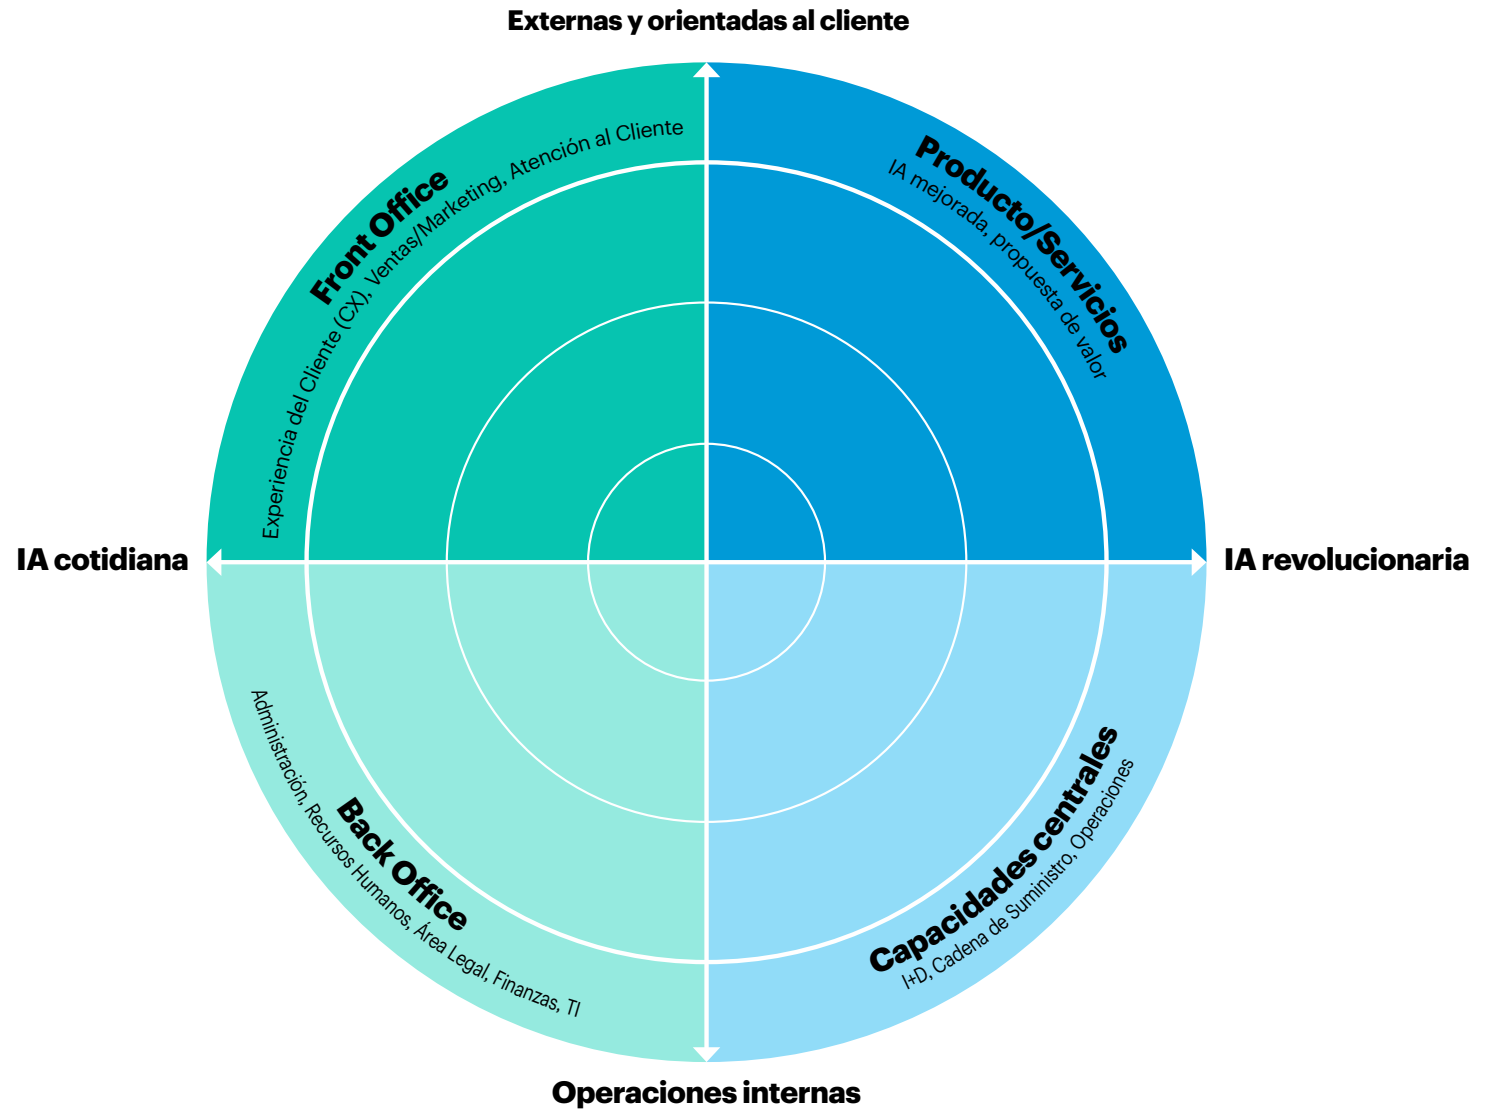 Externas y orientadas al cliente
Front Office
Experiencia del Cliente (CX), Ventas/Marketing, Atención al Cliente
Producto/Servicios
IA mejorada, propuesta de valor
IA cotidiana
IA revolucionaria
Back Office
Administración, Recursos Humanos, Área Legal, Finanzas, TI
Capacidades centrales
I+D, Cadena de Suministro, Operaciones
Operaciones internas